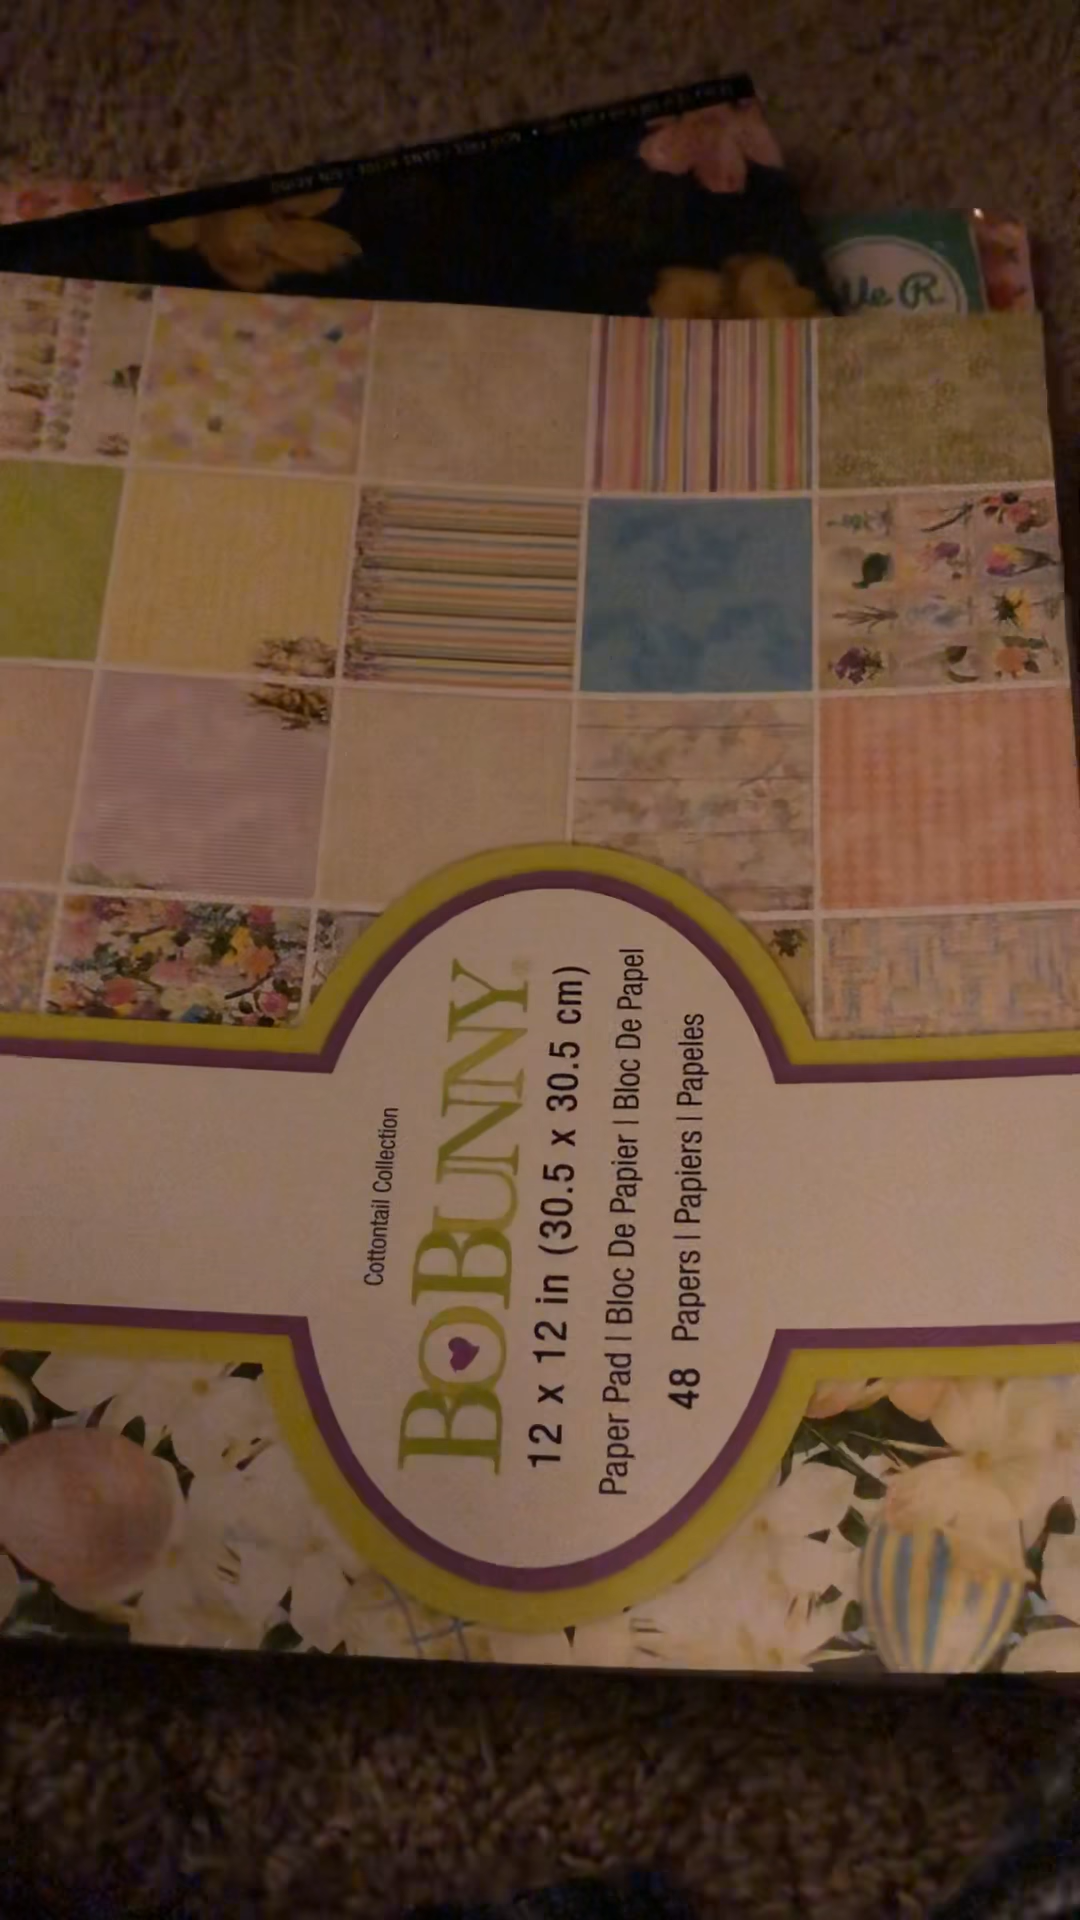 Cottontail Collection
BOBUNNY®
12 x 12 in (30.5 x 30.5 cm)
Paper Pad | Bloc De Papier | Bloc De Papel
48 Papers | Papiers | Papeles